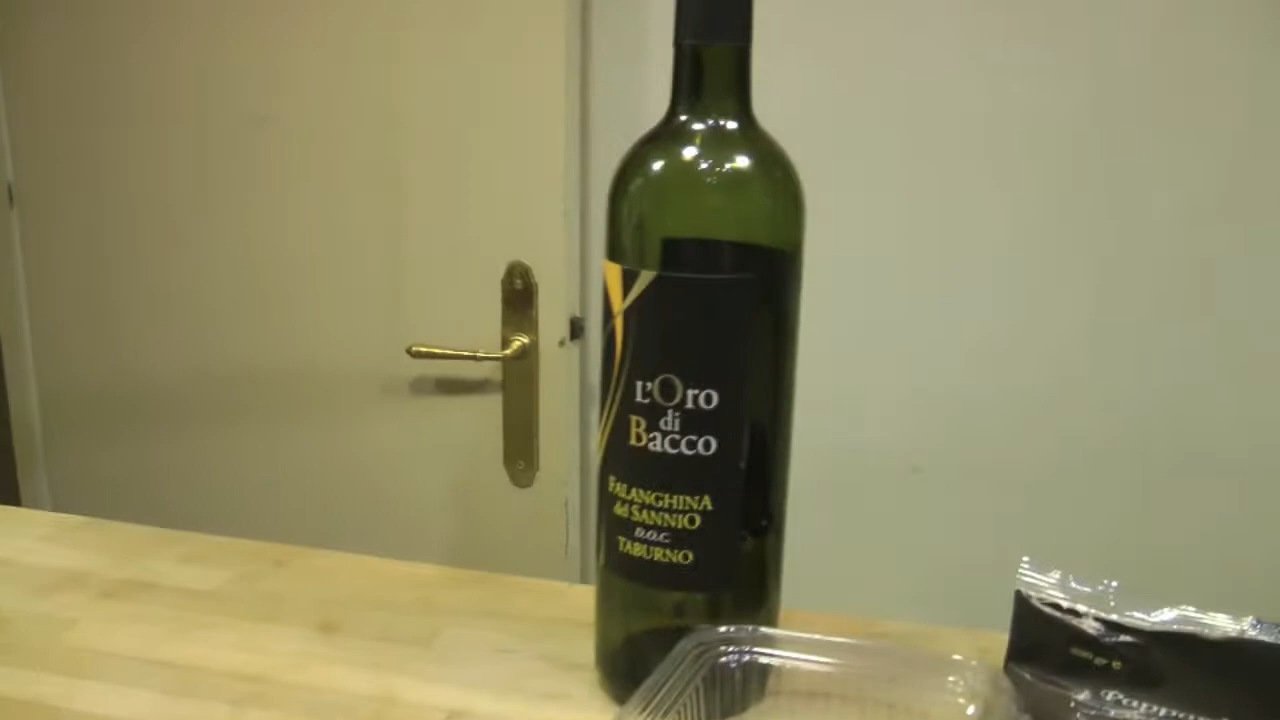 L'Oro
di
Bacco
FALANGHINA
del SANNIO
D.O.C.
TABURNO